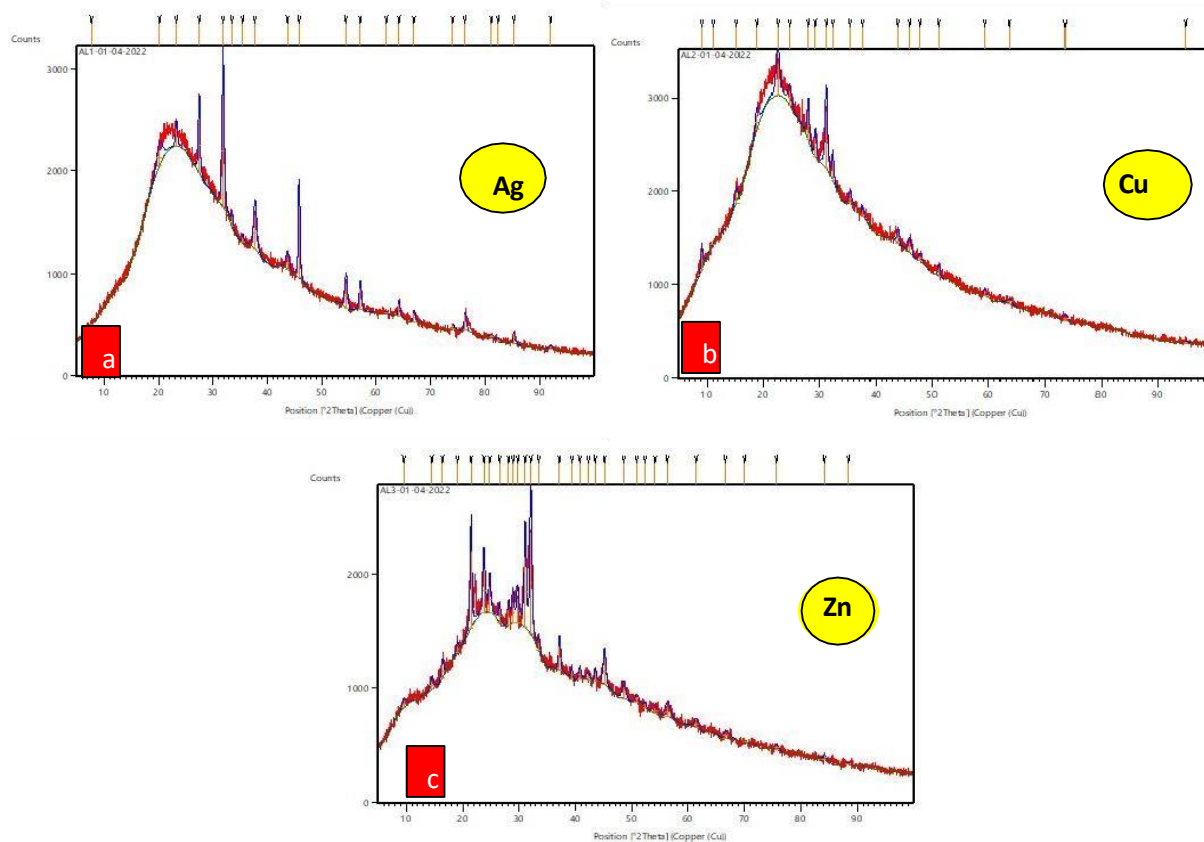 Counts
AL1-01-04-2022
3000
2000
1000
0
Ag
a
10 20 30 40 50 60 70 80 90
Position [°2Theta] (Copper (Cu))
Counts
AL2-01-04-2022
3000
2000
1000
0
Cu
b
10 20 30 40 50 60 70 80 90
Position [°2Theta] (Copper (Cu))
Counts
AL3-01-04-2022
2000
1000
0
Zn
c
10 20 30 40 50 60 70 80 90
Position [°2Theta] (Copper (Cu))